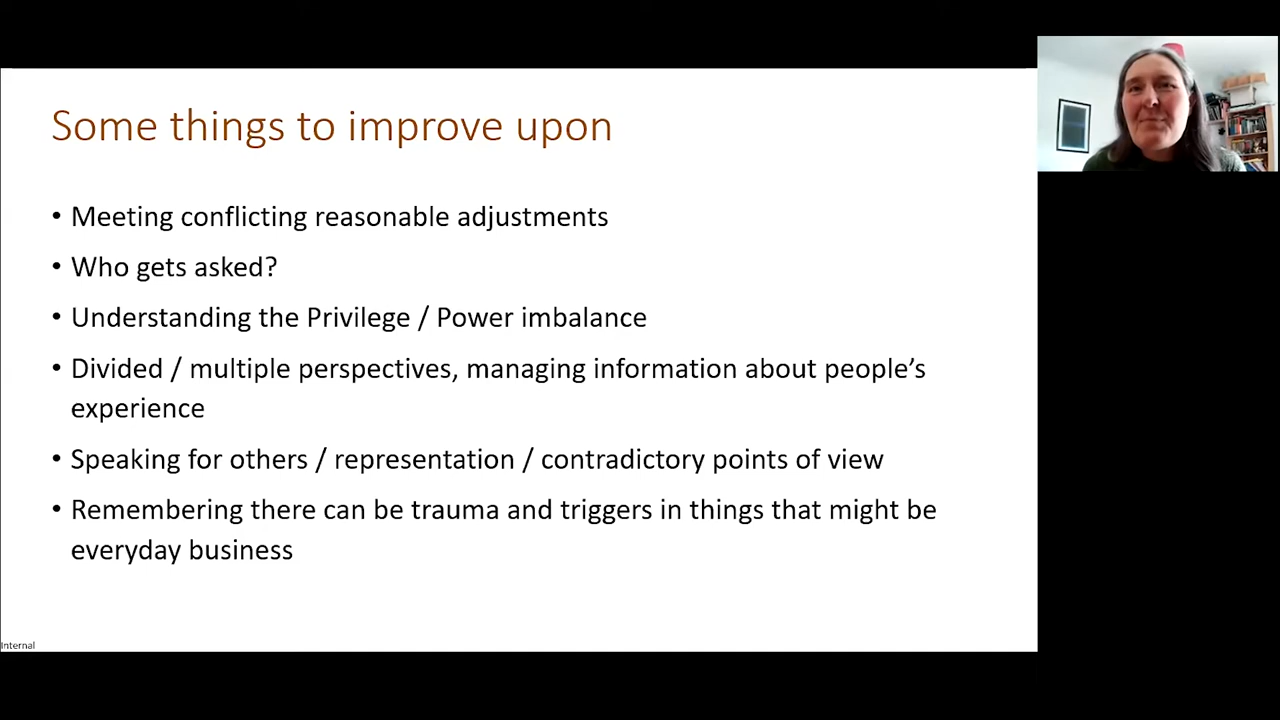 Some things to improve upon
• Meeting conflicting reasonable adjustments
• Who gets asked?
• Understanding the Privilege / Power imbalance
• Divided / multiple perspectives, managing information about people’s
experience
• Speaking for others / representation / contradictory points of view
• Remembering there can be trauma and triggers in things that might be
everyday business
Internal